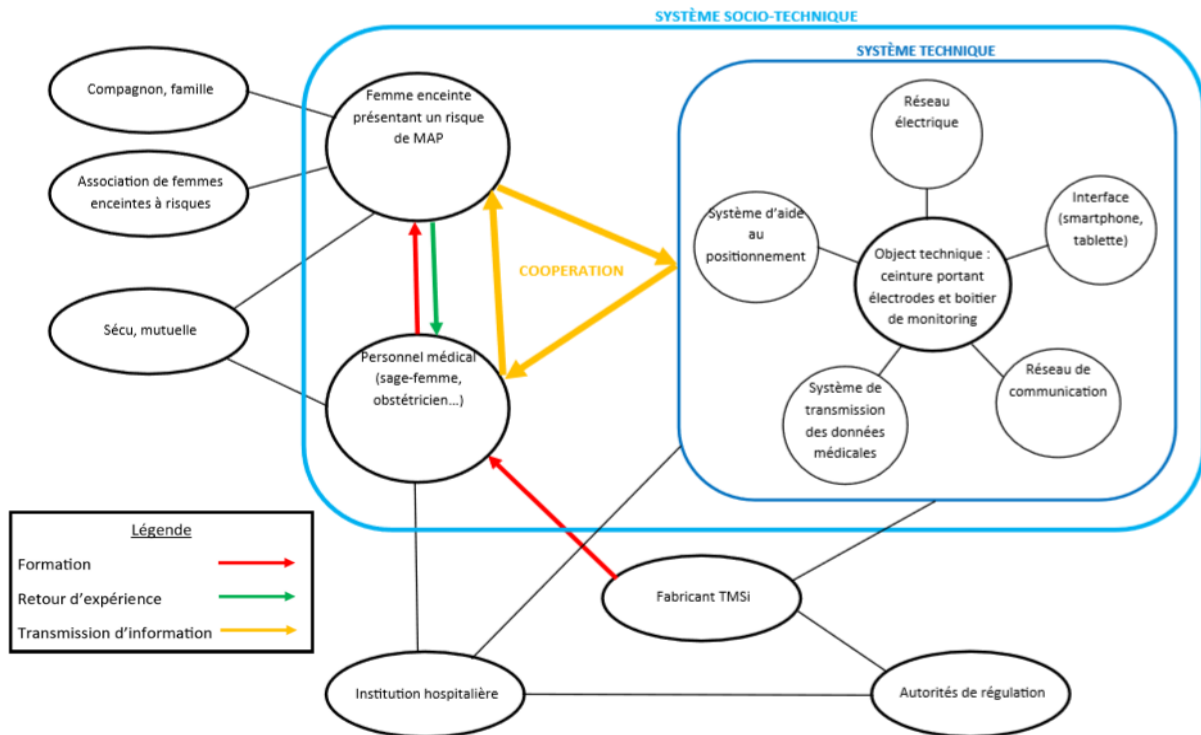 SYSTÈME SOCIO-TECHNIQUE
SYSTÈME TECHNIQUE
Compagnon, famille
Femme enceinte
présentant un risque
de MAP
Réseau
électrique
Association de femmes
enceintes à risques
Système d'aide
au
positionnement
Interface
(smartphone,
tablette)
COOPERATION
Object technique :
ceinture portant
électrodes et boitier
de monitoring
Sécu, mutuelle
Personnel médical
(sage-femme,
obstétricien...)
Système de
transmission
des données
médicales
Réseau de
communication
Légende
Formation
Retour d'expérience
Transmission d'information
Fabricant TMSi
Institution hospitalière
Autorités de régulation